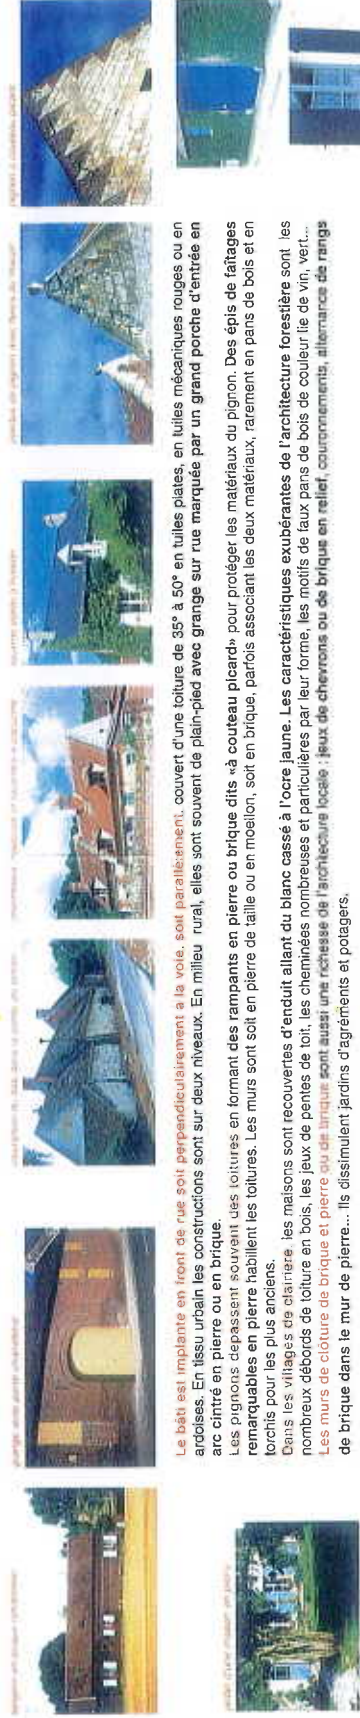 Le bâti est implanté en front de rue soit perpendiculairement à la voie, soit parallèlement, couvert d'une toiture de 35° à 50° en tuiles plates, en tuiles mécaniques rouges ou en
ardoises. En tissu urbain les constructions sont sur deux niveaux. En milieu rural, elles sont souvent de plain-pied avec grange sur rue marquée par un grand porche d'entrée en
arc cintré en pierre ou en brique.
Les pignons dépassent souvent des toitures en formant des rampants en pierre ou brique dits «à couteau picard» pour protéger les matériaux du pignon. Des épis de faîtages
remarquables en pierre habillent les toitures. Les murs sont soit en pierre de taille ou en moellon, soit en brique, parfois associant les deux matériaux, rarement en pans de bois et en
torchis pour les plus anciens.
Dans les villages de clairière, les maisons sont recouvertes d'enduit allant du blanc cassé à l'ocre jaune. Les caractéristiques exubérantes de l'architecture forestière sont les
nombreux débords de toiture en bois, les jeux de pentes de toit, les cheminées nombreuses et particulières par leur forme, les motifs de faux pans de bois de couleur lie de vin, vert...
Les murs de clôture de brique et pierre ou de brique sont aussi une richesse de l'architecture locale : jeux de chevrons ou de brique en relief, couronnements, alternance de rangs
de brique dans le mur de pierre... Ils dissimulent jardins d'agréments et potagers.